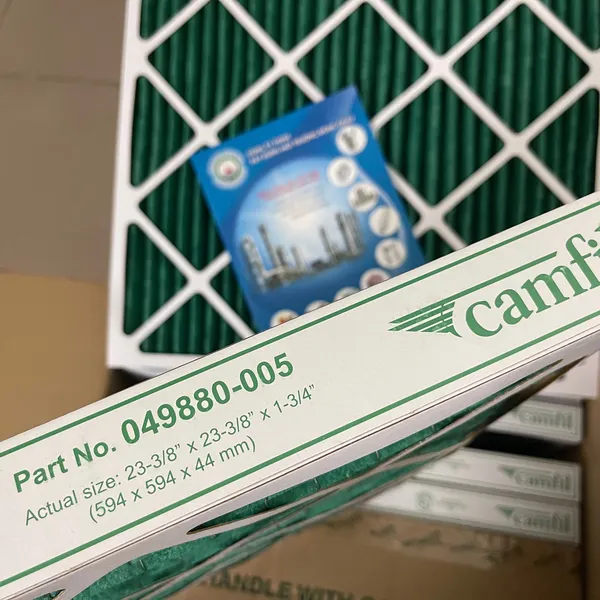 camfil
Part No. 049880-005
Actual size: 23-3/8" x 23-3/8" x 1-3/4"
(594 x 594 x 44 mm)
camfil
camfil
camfil
HANDLE WITH